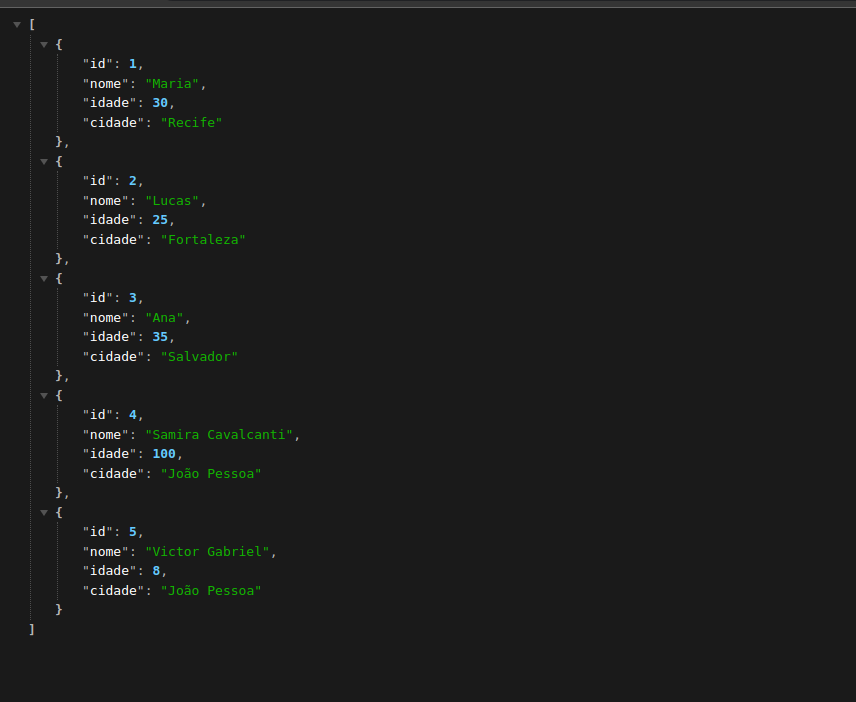 [
{
"id": 1,
"nome": "Maria",
"idade": 30,
"cidade": "Recife"
},
{
"id": 2,
"nome": "Lucas",
"idade": 25,
"cidade": "Fortaleza"
},
{
"id": 3,
"nome": "Ana",
"idade": 35,
"cidade": "Salvador"
},
{
"id": 4,
"nome": "Samira Cavalcanti",
"idade": 100,
"cidade": "João Pessoa"
},
{
"id": 5,
"nome": "Victor Gabriel",
"idade": 8,
"cidade": "João Pessoa"
}
]